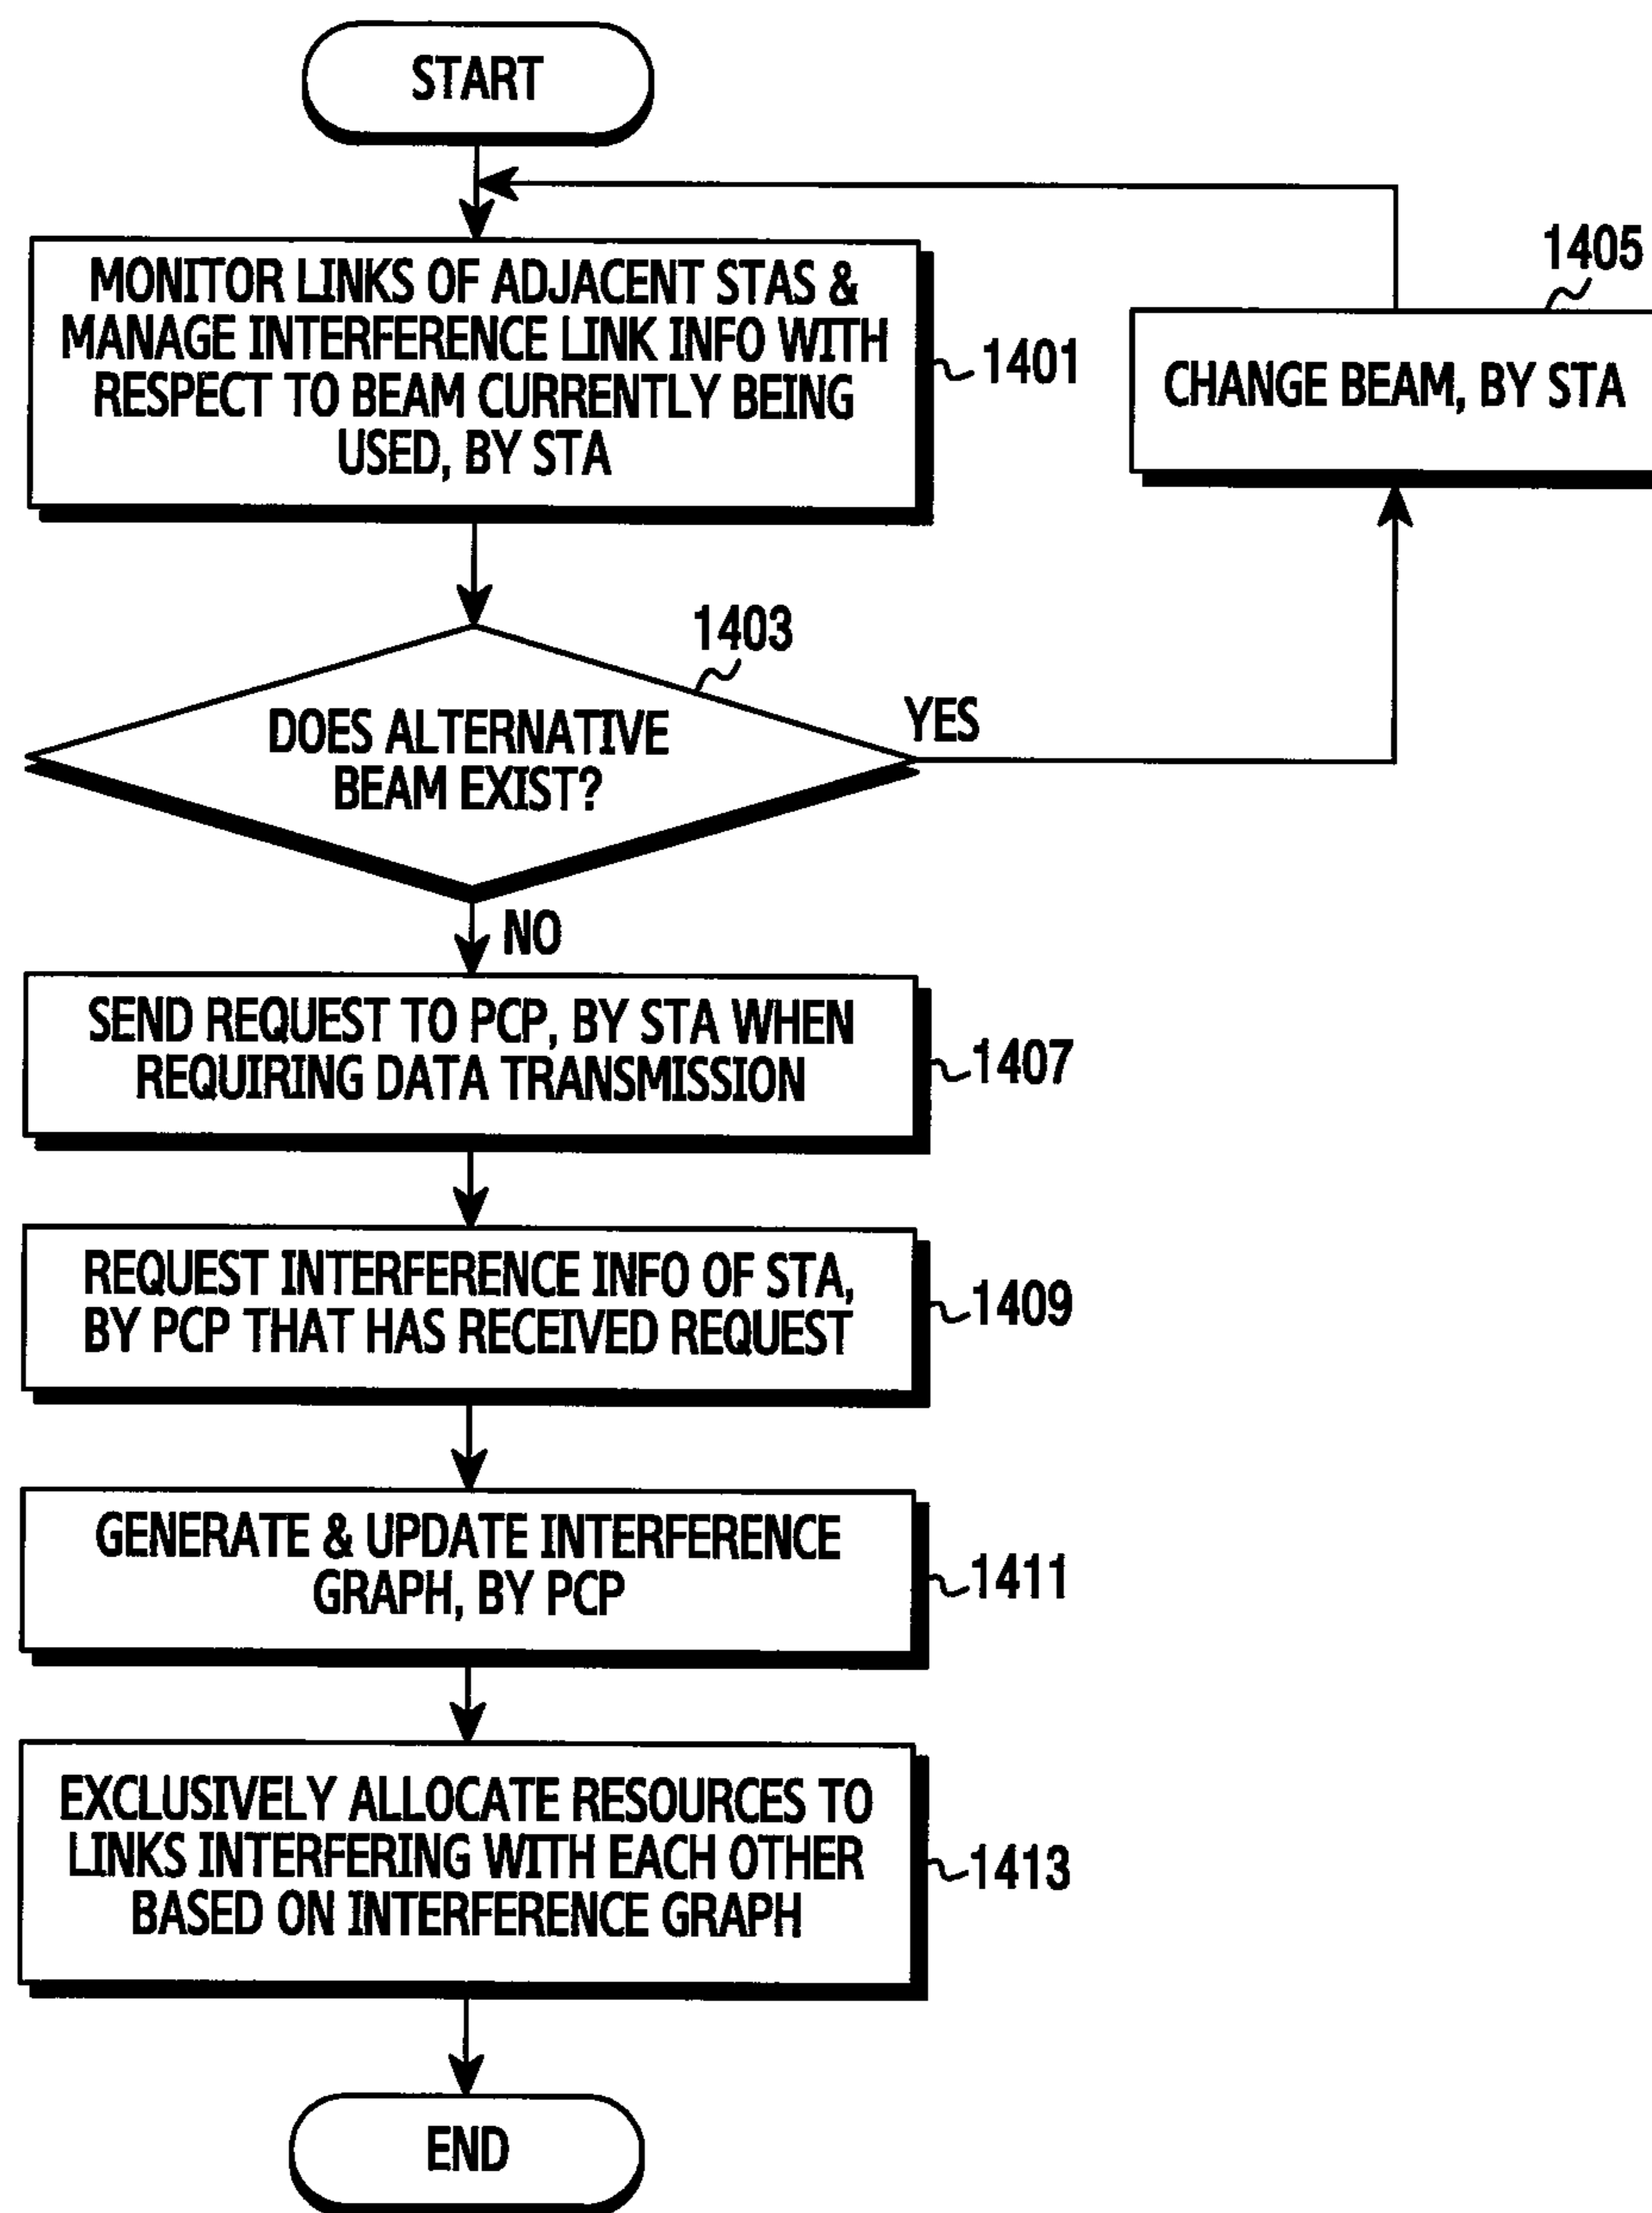 START
MONITOR LINKS OF ADJACENT STAS &
MANAGE INTERFERENCE LINK INFO WITH
RESPECT TO BEAM CURRENTLY BEING
USED, BY STA
1401
1405
CHANGE BEAM, BY STA
1403
DOES ALTERNATIVE
BEAM EXIST?
YES
NO
SEND REQUEST TO PCP, BY STA WHEN
REQUIRING DATA TRANSMISSION
1407
REQUEST INTERFERENCE INFO OF STA,
BY PCP THAT HAS RECEIVED REQUEST
1409
GENERATE & UPDATE INTERFERENCE
GRAPH, BY PCP
1411
EXCLUSIVELY ALLOCATE RESOURCES TO
LINKS INTERFERING WITH EACH OTHER
BASED ON INTERFERENCE GRAPH
1413
END